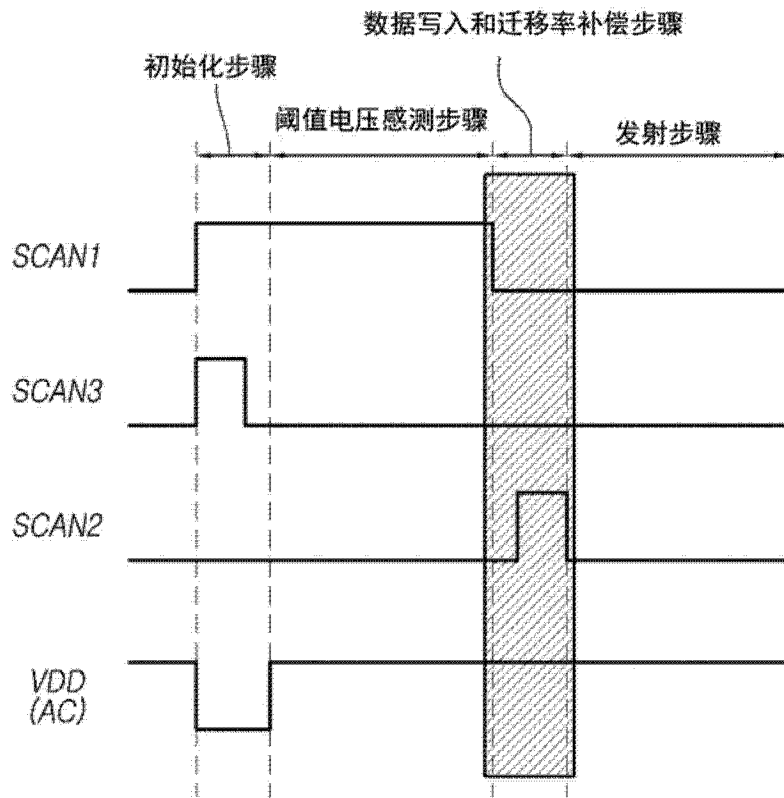 数据写入和迁移率补偿步骤
初始化步骤
阈值电压感测步骤
发射步骤
SCAN1
SCAN3
SCAN2
VDD
(AC)